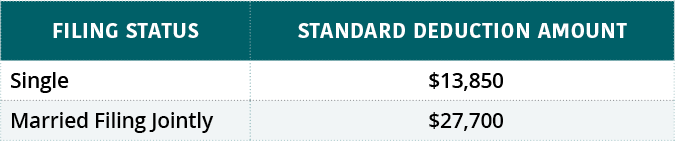 FILING STATUS STANDARD DEDUCTION AMOUNT
Single $13,850
Married Filing Jointly $27,700